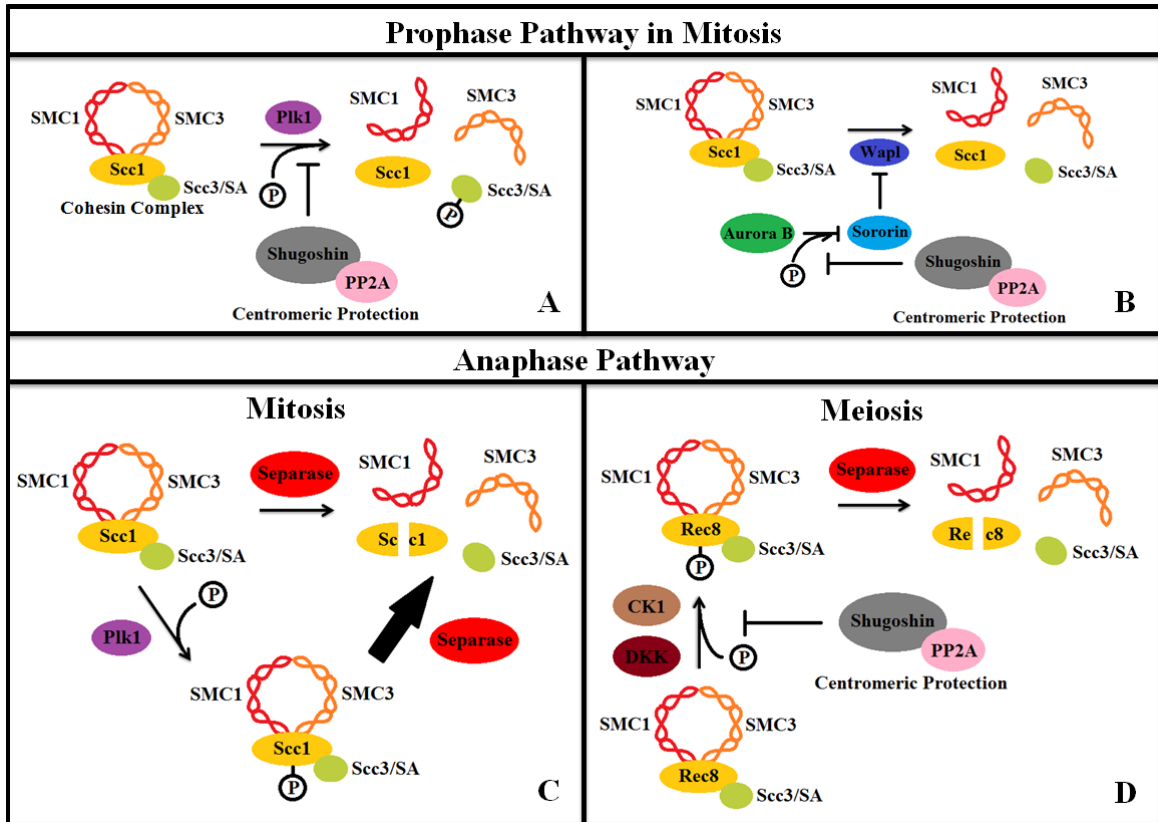 Prophase Pathway in Mitosis
SMC1
SMC3
Scc1
Scc3/SA
Cohesin Complex
Plk1
P
SMC1
SMC3
Scc1
Scc3/SA
P
Shugoshin
PP2A
Centromeric Protection
A
SMC1
SMC3
Scc1
Scc3/SA
Wapl
SMC1
SMC3
Scc1
Scc3/SA
Aurora B
P
Sororin
Shugoshin
PP2A
Centromeric Protection
B
Anaphase Pathway
Mitosis
SMC1
SMC3
Scc1
Scc3/SA
Separase
SMC1
SMC3
Sc c1
Scc3/SA
Plk1
P
Separase
SMC1
SMC3
Scc1
Scc3/SA
P
C
Meiosis
SMC1
SMC3
Rec8
Scc3/SA
P
Separase
SMC1
SMC3
Re c8
Scc3/SA
CK1
DKK
P
Shugoshin
PP2A
Centromeric Protection
SMC1
SMC3
Rec8
Scc3/SA
D